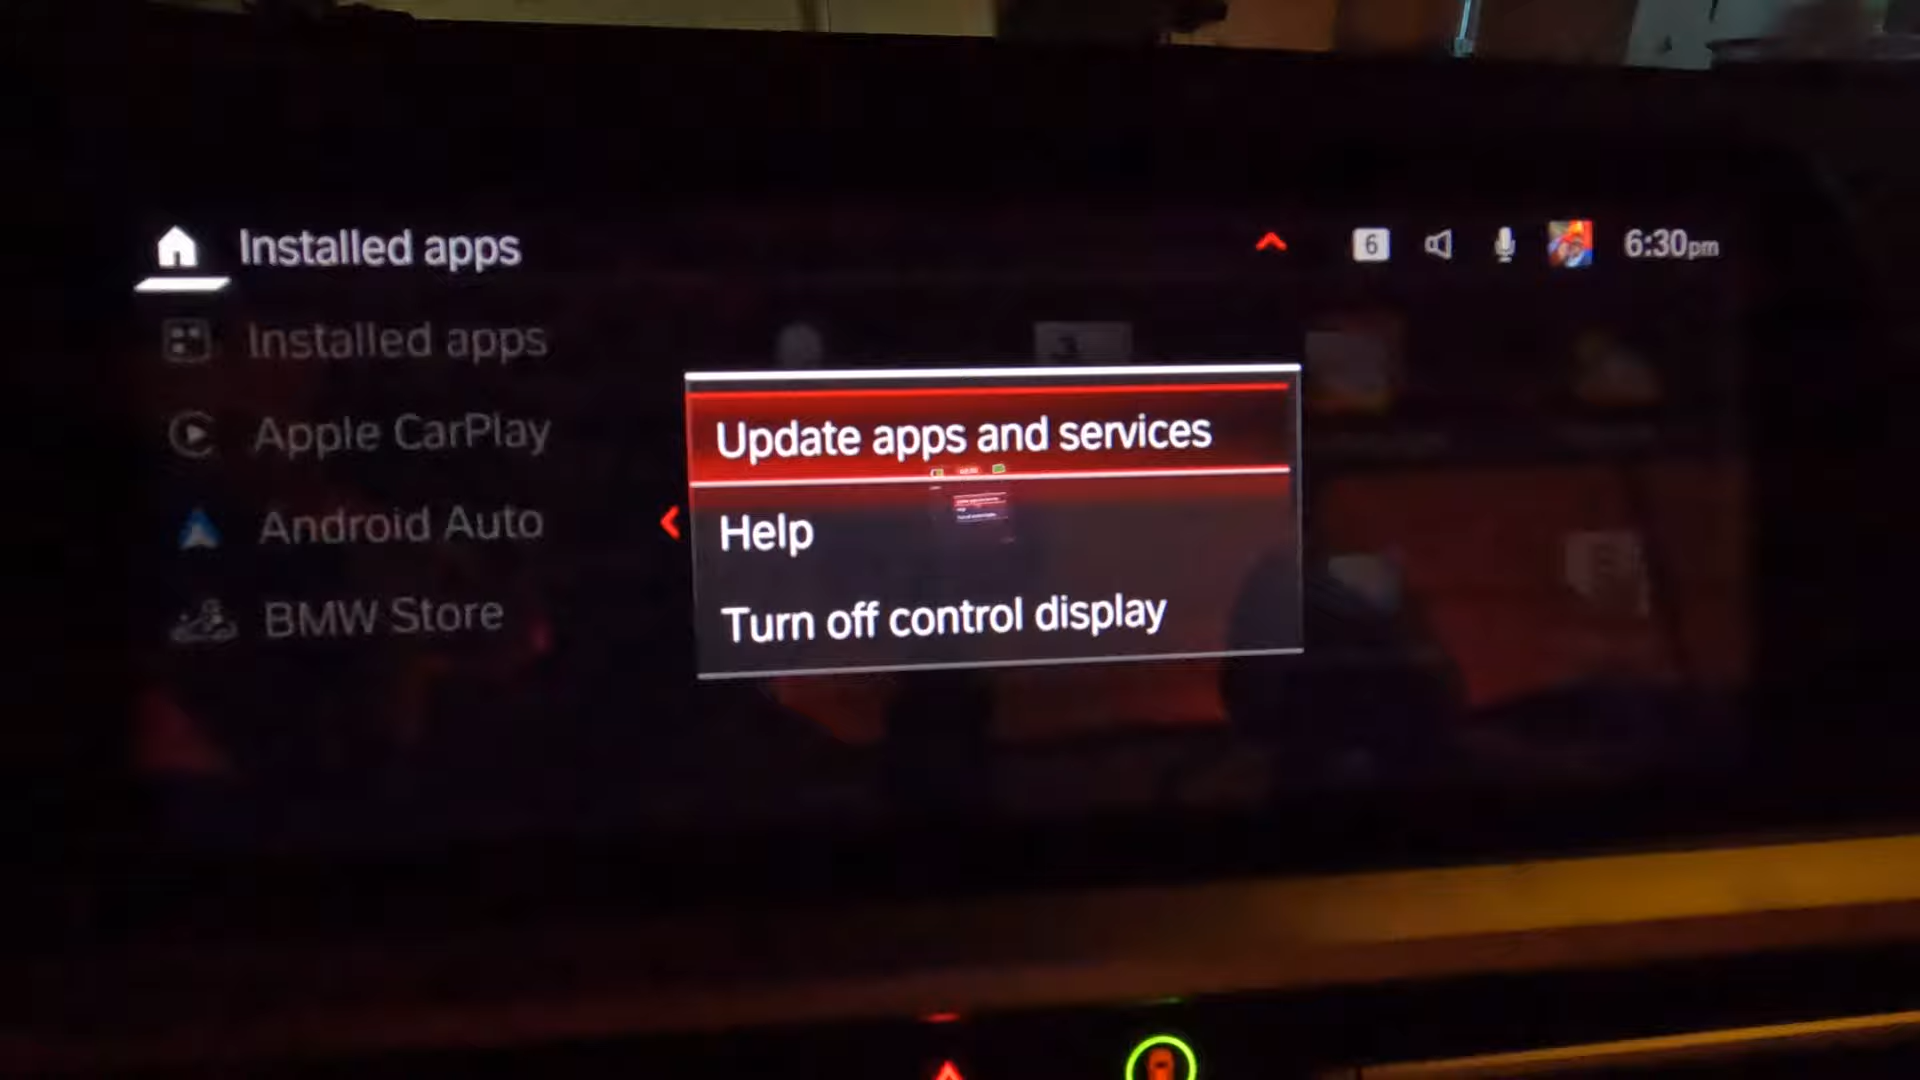 Installed apps
6
6:30pm
Installed apps
Apple CarPlay
Android Auto
BMW Store
Update apps and services
Help
Turn off control display